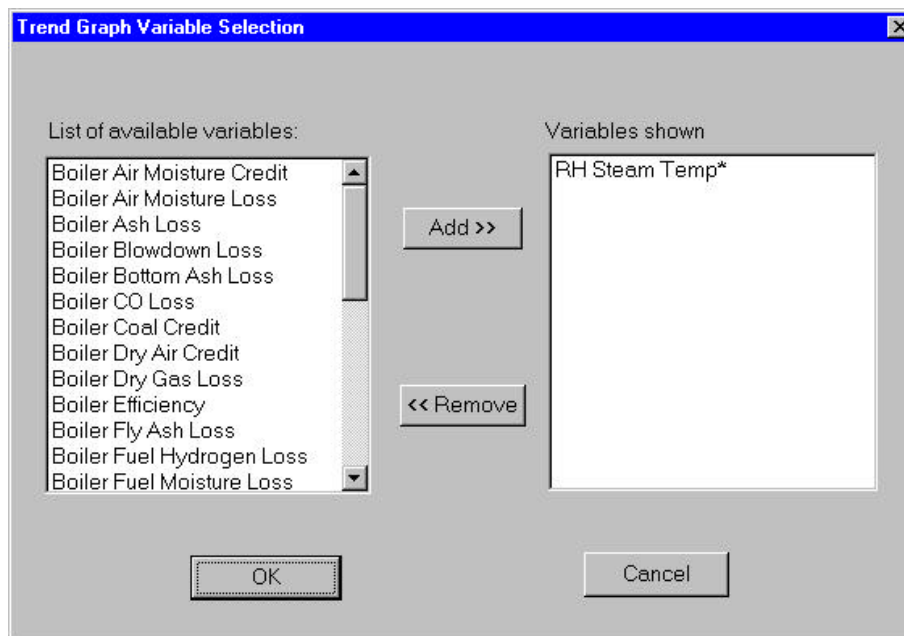 Trend Graph Variable Selection
List of available variables:
Boiler Air Moisture Credit
Boiler Air Moisture Loss
Boiler Ash Loss
Boiler Blowdown Loss
Boiler Bottom Ash Loss
Boiler CO Loss
Boiler Coal Credit
Boiler Dry Air Credit
Boiler Dry Gas Loss
Boiler Efficiency
Boiler Fly Ash Loss
Boiler Fuel Hydrogen Loss
Boiler Fuel Moisture Loss
Add >>
<< Remove
Variables shown
RH Steam Temp*
OK
Cancel